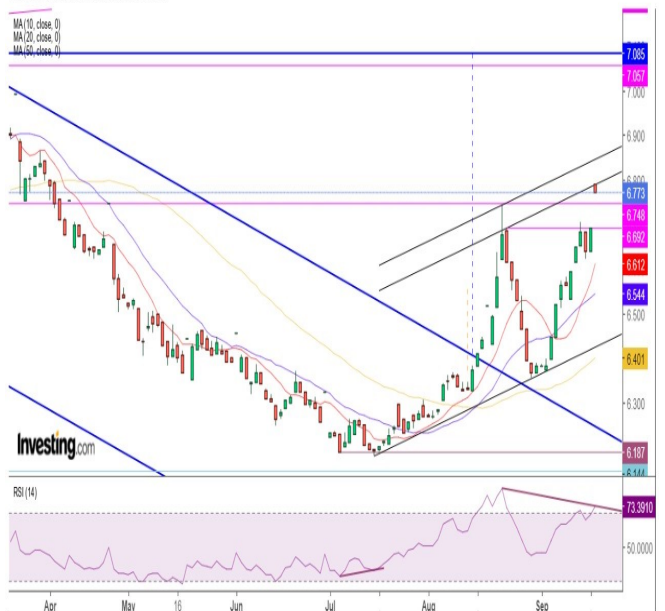 MA (10, close, 0)
MA (20, close, 0)
MA (50, close, 0)
7.085
7.057
7.000
6.900
6.800
6.773
6.748
6.692
6.612
6.544
6.500
6.401
6.300
6.187
6.144
Investing.com
RSI (14)
73.3910
50.0000
Apr
May
16
Jun
Jul
Aug
Sep